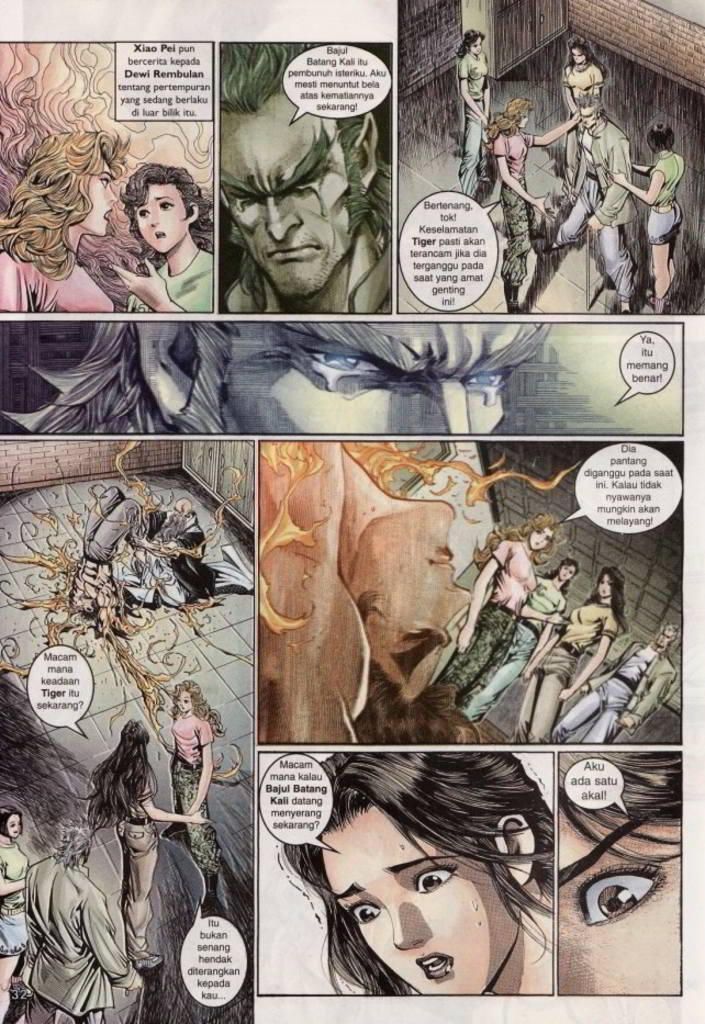 Xiao Pei pun
bercerita kepada
Dewi Rembulan
tentang pertempuran
yang sedang berlaku
di luar bilik itu.
Bajul
Batang Kali itu
pembunuh isteriku. Aku
mesti menuntut bela
atas kematiannya
sekarang!
Bertenang,
tok!
Keselamatan
Tiger pasti akan
terancam jika dia
terganggu pada
saat yang amat
genting
ini!
Ya,
itu
memang
benar!
Macam
mana
keadaan
Tiger itu
sekarang?
Itu
bukan
senang
hendak
diterangkan
kepada
kau...
Dia
pantang
diganggu pada saat
ini. Kalau tidak
nyawanya
mungkin akan
melayang!
Macam
mana kalau
Bajul Batang
Kali datang
menyerang
sekarang?
Aku
ada satu
akal!
32